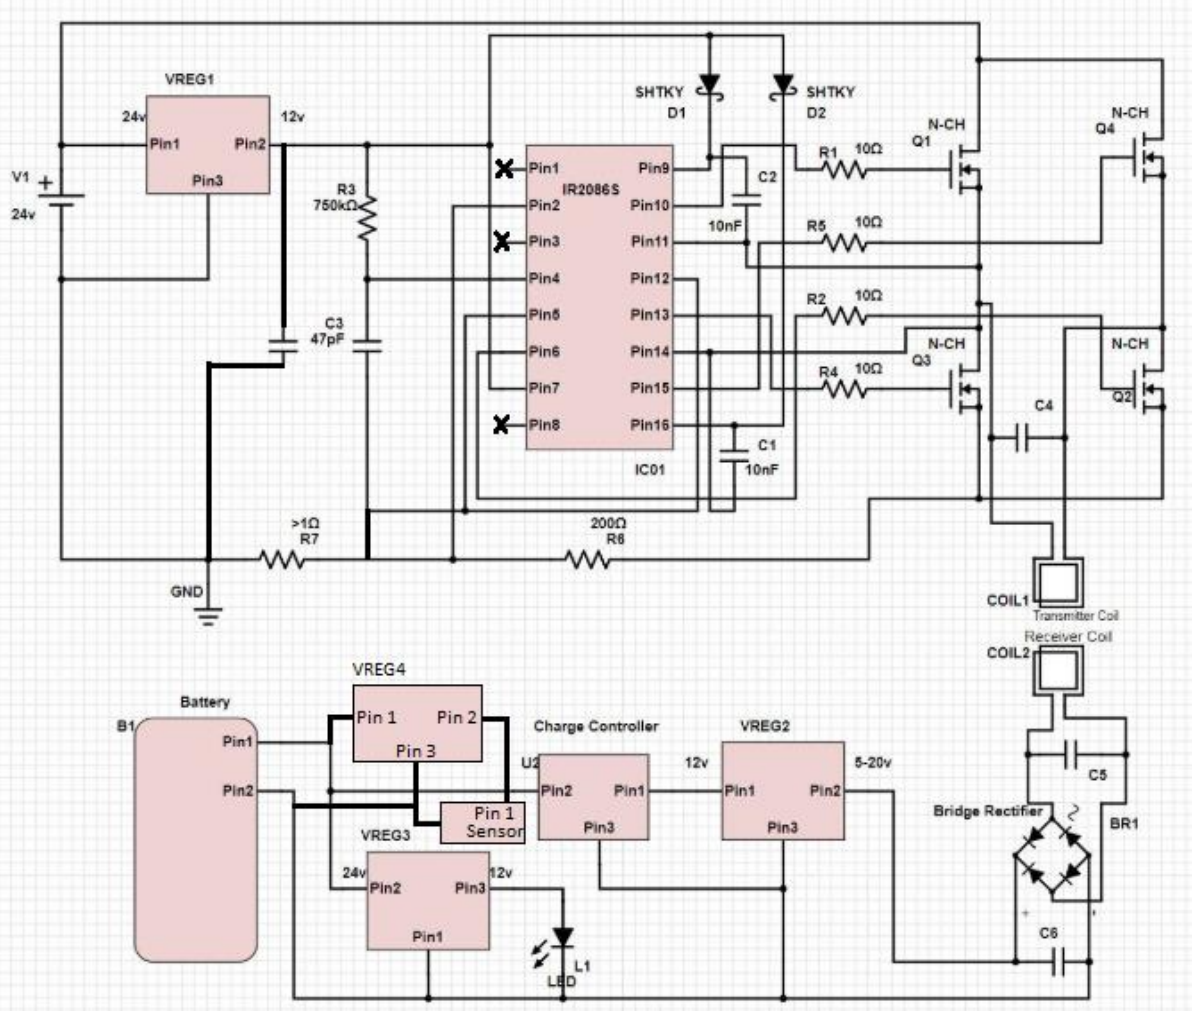 VREG1
24v
12v
Pin1
Pin2
Pin3
V1
+
24v
R3
750kΩ
C3
47pF
>1Ω
R7
200Ω
R6
GND
IR2086S
Pin1
Pin2
Pin3
Pin4
Pin5
Pin6
Pin7
Pin8
Pin9
Pin10
Pin11
Pin12
Pin13
Pin14
Pin15
Pin16
IC01
SHTKY
D1
SHTKY
D2
C2
10nF
C1
10nF
R1
10Ω
R5
10Ω
R2
10Ω
R4
10Ω
N-CH
Q1
N-CH
Q4
N-CH
Q3
N-CH
Q2
C4
COIL1
Transmitter Coil
Receiver Coil
COIL2
C5
Bridge Rectifier
BR1
+
C6
Battery
B1
Pin1
Pin2
VREG4
Pin 1
Pin 2
Pin 3
Pin 1
Sensor
Charge Controller
U2
Pin2
Pin1
Pin3
VREG2
12v
5-20v
Pin1
Pin2
Pin3
VREG3
24v
12v
Pin2
Pin3
Pin1
L1
LED